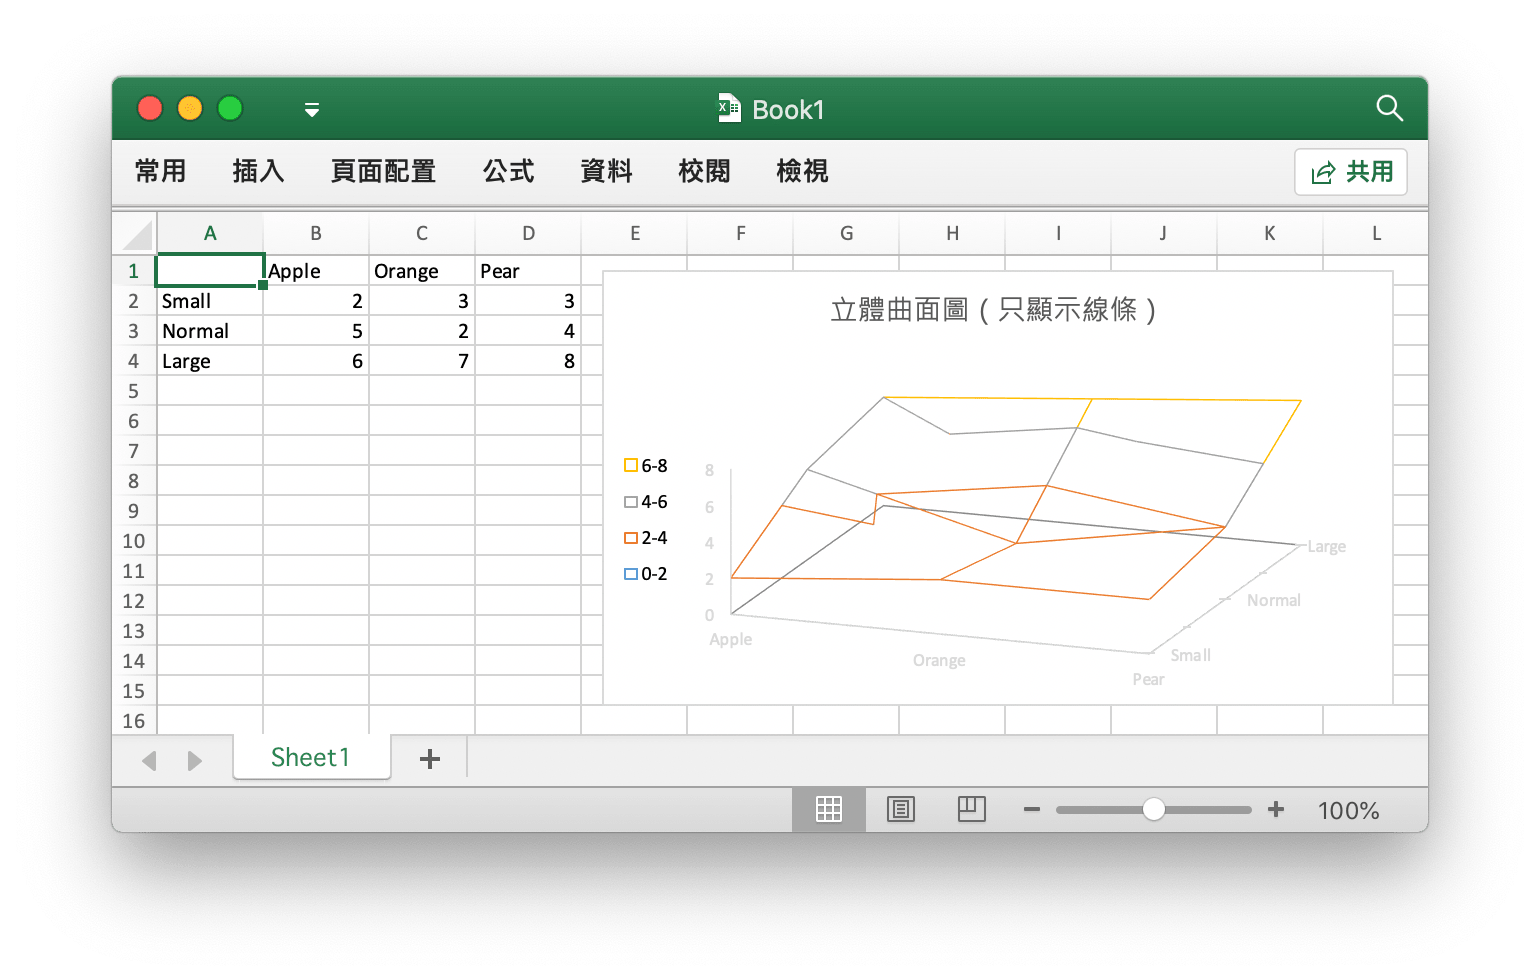 Book1
常用 插入 頁面配置 公式 資料 校閱 檢視 共用
A B C D E F G H I J K L
1 Apple Orange Pear
2 Small 2 3 3
3 Normal 5 2 4
4 Large 6 7 8
5
6
7
8
9
10
11
12
13
14
15
16
立體曲面圖（只顯示線條）
6-8
4-6
2-4
0-2
8
6
4
2
0
Apple
Orange
Pear
Small
Normal
Large
Sheet1
100%